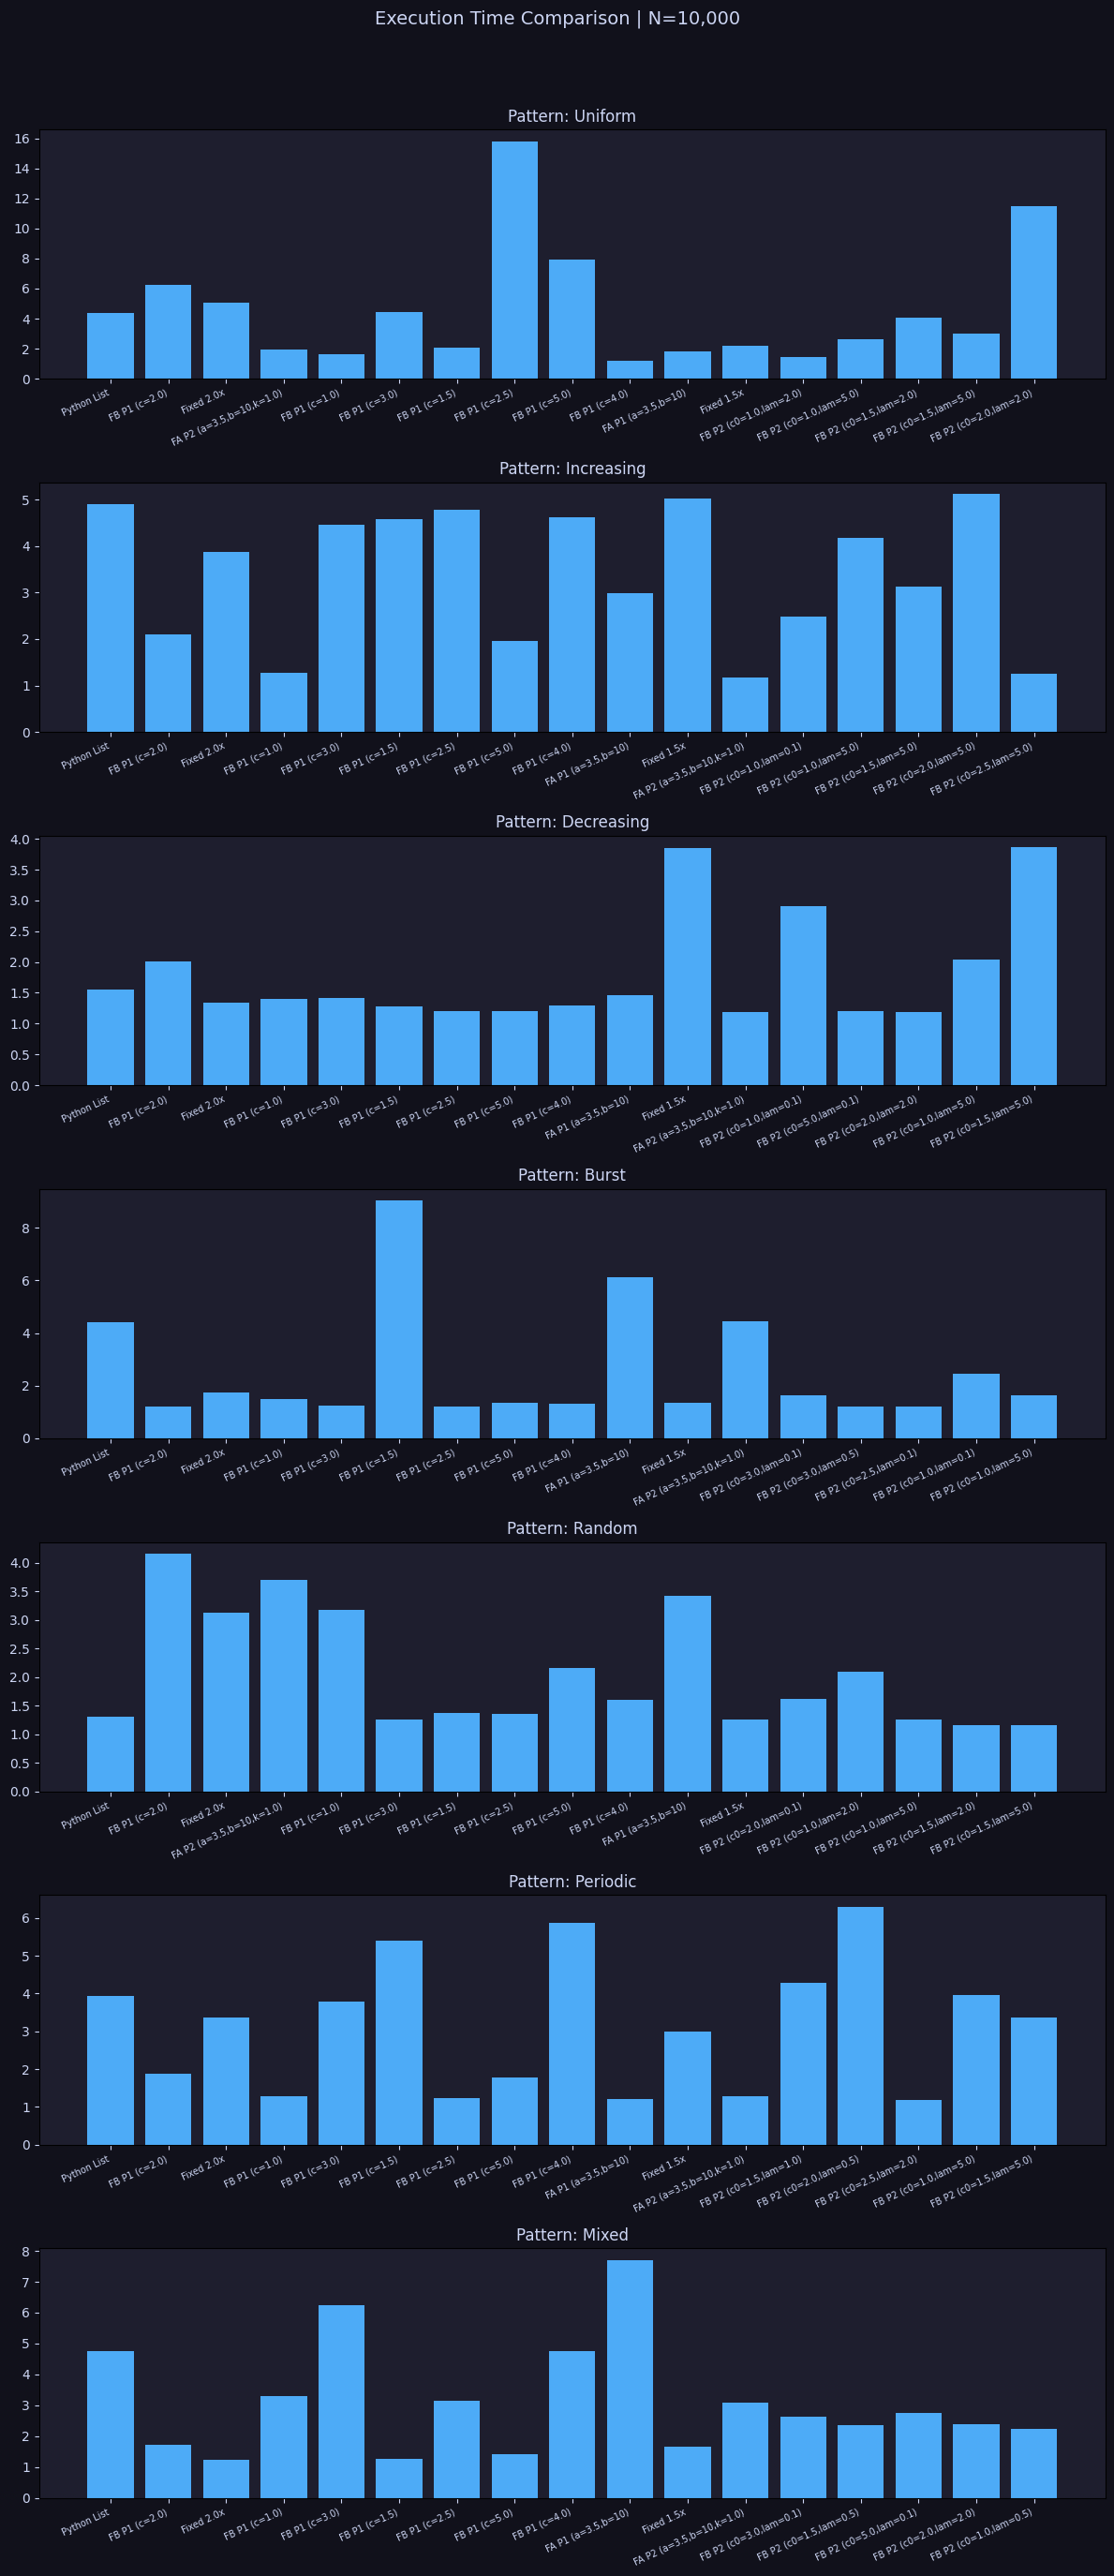 Execution Time Comparison | N=10,000
Pattern: Uniform
16
14
12
10
8
6
4
2
0
Python List
FB P1 (c=2.0)
Fixed 2.0x
FA P2 (a=3.5,b=10,k=1.0)
FB P1 (c=1.0)
FB P1 (c=3.0)
FB P1 (c=1.5)
FB P1 (c=2.5)
FB P1 (c=5.0)
FB P1 (c=4.0)
FA P1 (a=3.5,b=10)
Fixed 1.5x
FB P2 (c0=1.0,lam=2.0)
FB P2 (c0=1.0,lam=5.0)
FB P2 (c0=1.5,lam=2.0)
FB P2 (c0=1.5,lam=5.0)
FB P2 (c0=2.0,lam=2.0)
Pattern: Increasing
5
4
3
2
1
0
Python List
FB P1 (c=2.0)
Fixed 2.0x
FB P1 (c=1.0)
FB P1 (c=3.0)
FB P1 (c=1.5)
FB P1 (c=2.5)
FB P1 (c=5.0)
FB P1 (c=4.0)
FA P1 (a=3.5,b=10)
Fixed 1.5x
FA P2 (a=3.5,b=10,k=1.0)
FB P2 (c0=1.0,lam=0.1)
FB P2 (c0=1.0,lam=5.0)
FB P2 (c0=1.5,lam=5.0)
FB P2 (c0=2.0,lam=5.0)
FB P2 (c0=2.5,lam=5.0)
Pattern: Decreasing
4.0
3.5
3.0
2.5
2.0
1.5
1.0
0.5
0.0
Python List
FB P1 (c=2.0)
Fixed 2.0x
FB P1 (c=1.0)
FB P1 (c=3.0)
FB P1 (c=1.5)
FB P1 (c=2.5)
FB P1 (c=5.0)
FB P1 (c=4.0)
FA P1 (a=3.5,b=10)
Fixed 1.5x
FA P2 (a=3.5,b=10,k=1.0)
FB P2 (c0=1.0,lam=0.1)
FB P2 (c0=5.0,lam=0.1)
FB P2 (c0=2.0,lam=2.0)
FB P2 (c0=1.0,lam=5.0)
FB P2 (c0=1.5,lam=5.0)
Pattern: Burst
8
6
4
2
0
Python List
FB P1 (c=2.0)
Fixed 2.0x
FB P1 (c=1.0)
FB P1 (c=3.0)
FB P1 (c=1.5)
FB P1 (c=2.5)
FB P1 (c=5.0)
FB P1 (c=4.0)
FA P1 (a=3.5,b=10)
Fixed 1.5x
FA P2 (a=3.5,b=10,k=1.0)
FB P2 (c0=3.0,lam=0.1)
FB P2 (c0=3.0,lam=0.5)
FB P2 (c0=2.5,lam=0.1)
FB P2 (c0=1.0,lam=0.1)
FB P2 (c0=1.0,lam=5.0)
Pattern: Random
4.0
3.5
3.0
2.5
2.0
1.5
1.0
0.5
0.0
Python List
FB P1 (c=2.0)
Fixed 2.0x
FA P2 (a=3.5,b=10,k=1.0)
FB P1 (c=1.0)
FB P1 (c=3.0)
FB P1 (c=1.5)
FB P1 (c=2.5)
FB P1 (c=5.0)
FB P1 (c=4.0)
FA P1 (a=3.5,b=10)
Fixed 1.5x
FB P2 (c0=2.0,lam=0.1)
FB P2 (c0=1.0,lam=2.0)
FB P2 (c0=1.0,lam=5.0)
FB P2 (c0=1.5,lam=2.0)
FB P2 (c0=1.5,lam=5.0)
Pattern: Periodic
6
5
4
3
2
1
0
Python List
FB P1 (c=2.0)
Fixed 2.0x
FB P1 (c=1.0)
FB P1 (c=3.0)
FB P1 (c=1.5)
FB P1 (c=2.5)
FB P1 (c=5.0)
FB P1 (c=4.0)
FA P1 (a=3.5,b=10)
Fixed 1.5x
FA P2 (a=3.5,b=10,k=1.0)
FB P2 (c0=1.5,lam=1.0)
FB P2 (c0=2.0,lam=0.5)
FB P2 (c0=2.5,lam=2.0)
FB P2 (c0=1.0,lam=5.0)
FB P2 (c0=1.5,lam=5.0)
Pattern: Mixed
8
7
6
5
4
3
2
1
0
Python List
FB P1 (c=2.0)
Fixed 2.0x
FB P1 (c=1.0)
FB P1 (c=3.0)
FB P1 (c=1.5)
FB P1 (c=2.5)
FB P1 (c=5.0)
FB P1 (c=4.0)
FA P1 (a=3.5,b=10)
Fixed 1.5x
FA P2 (a=3.5,b=10,k=1.0)
FB P2 (c0=3.0,lam=0.1)
FB P2 (c0=1.5,lam=0.5)
FB P2 (c0=5.0,lam=0.1)
FB P2 (c0=2.0,lam=2.0)
FB P2 (c0=1.0,lam=0.5)